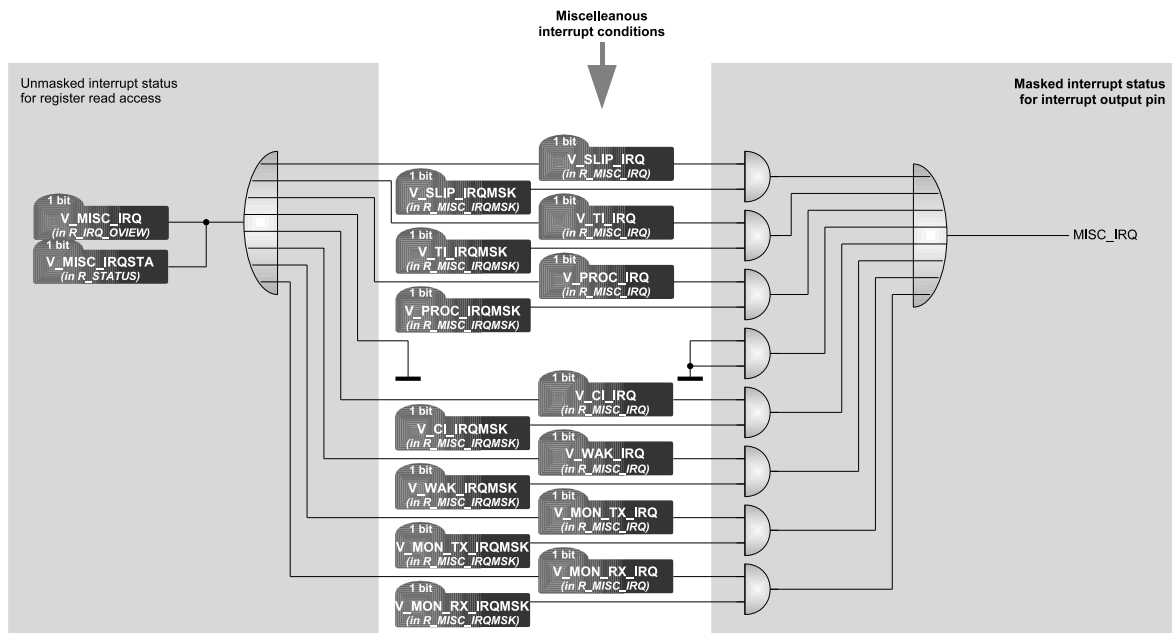 Miscelleanous
interrupt conditions
Unmasked interrupt status
for register read access
Masked interrupt status
for interrupt output pin
1 bit
V_SLIP_IRQ
(in R_MISC_IRQ)
1 bit
V_SLIP_IRQMSK
(in R_MISC_IRQMSK)
1 bit
V_MISC_IRQ
(in R_IRQ_OVIEW)
1 bit
V_MISC_IRQSTA
(in R_STATUS)
1 bit
V_TI_IRQ
(in R_MISC_IRQ)
1 bit
V_TI_IRQMSK
(in R_MISC_IRQMSK)
MISC_IRQ
1 bit
V_PROC_IRQ
(in R_MISC_IRQ)
1 bit
V_PROC_IRQMSK
(in R_MISC_IRQMSK)
1 bit
V_CI_IRQ
(in R_MISC_IRQ)
1 bit
V_CI_IRQMSK
(in R_MISC_IRQMSK)
1 bit
V_WAK_IRQ
(in R_MISC_IRQ)
1 bit
V_WAK_IRQMSK
(in R_MISC_IRQMSK)
1 bit
V_MON_TX_IRQ
(in R_MISC_IRQ)
1 bit
V_MON_TX_IRQMSK
(in R_MISC_IRQMSK)
1 bit
V_MON_RX_IRQ
(in R_MISC_IRQ)
1 bit
V_MON_RX_IRQMSK
(in R_MISC_IRQMSK)